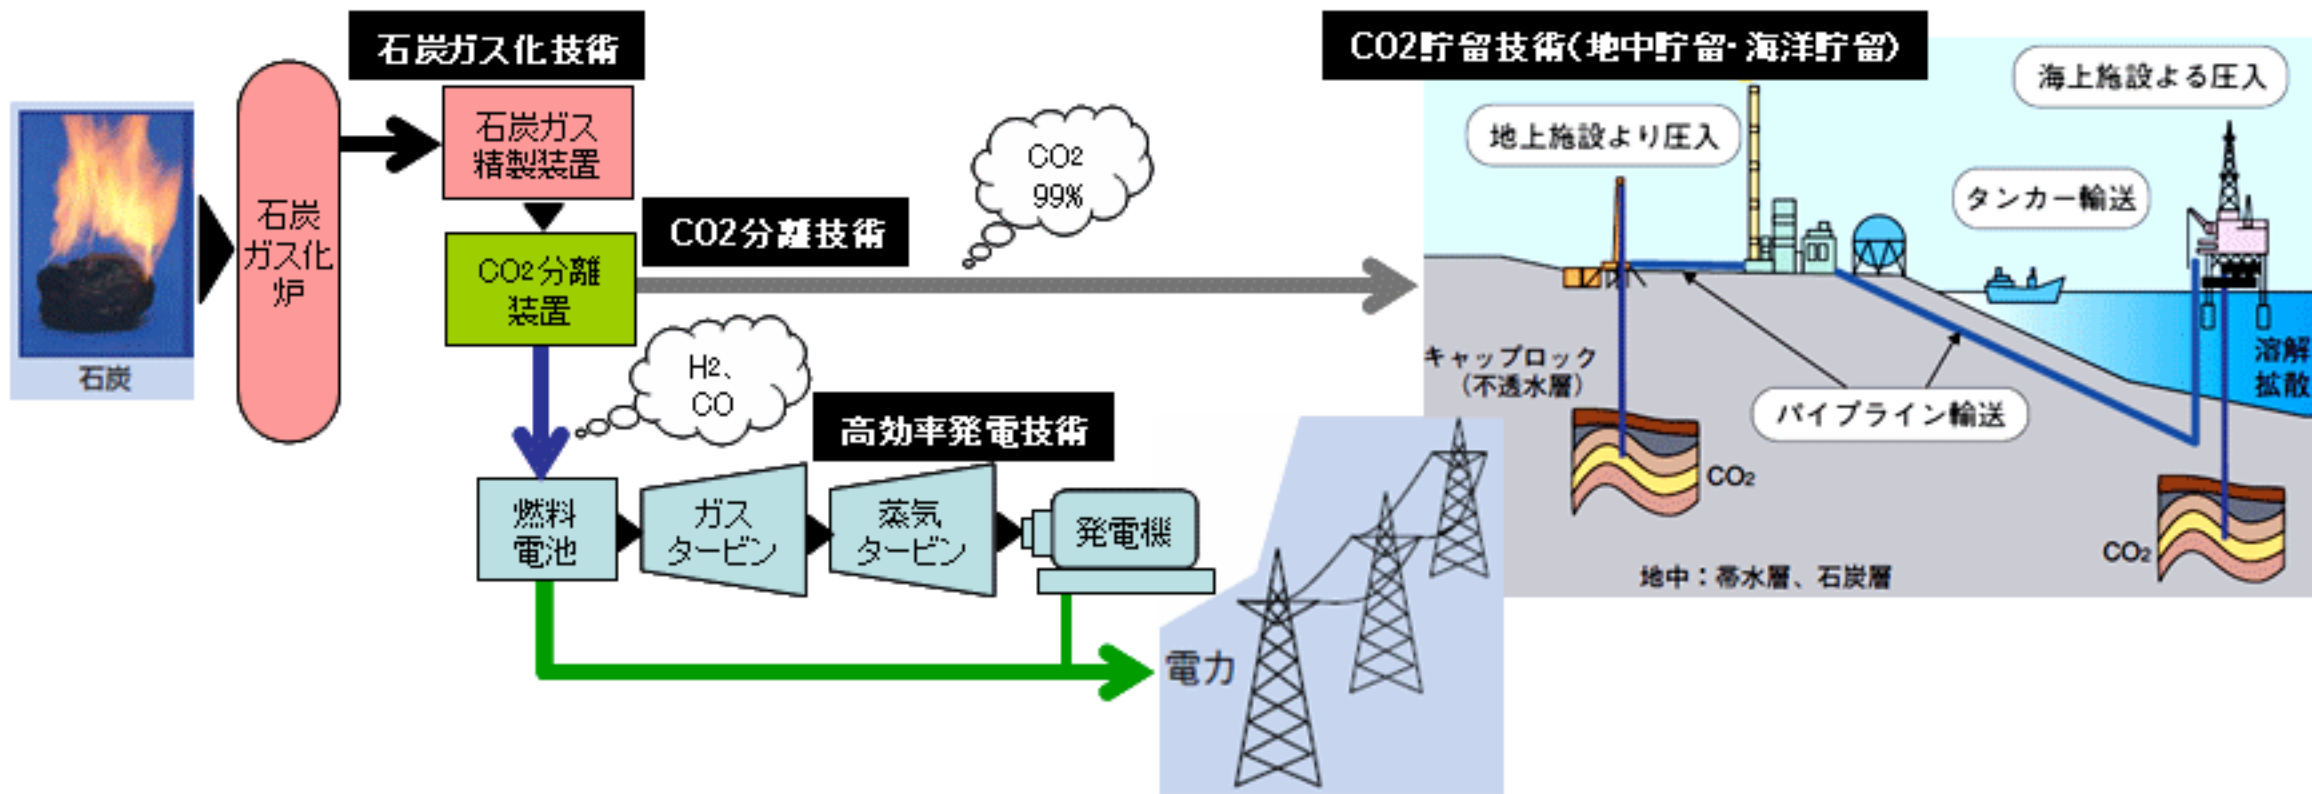 石炭ガス化技術
石炭
石炭
ガス化
炉
石炭ガス
精製装置
CO2分離技術
CO2分離
装置
CO2
99%
H2、
CO
高効率発電技術
燃料
電池
ガス
タービン
蒸気
タービン
発電機
電力
CO2貯留技術(地中貯留・海洋貯留)
海上施設よる圧入
地上施設より圧入
タンカー輸送
キャップロック
(不透水層)
パイプライン輸送
溶解
拡散
CO2
CO2
地中：帯水層、石炭層